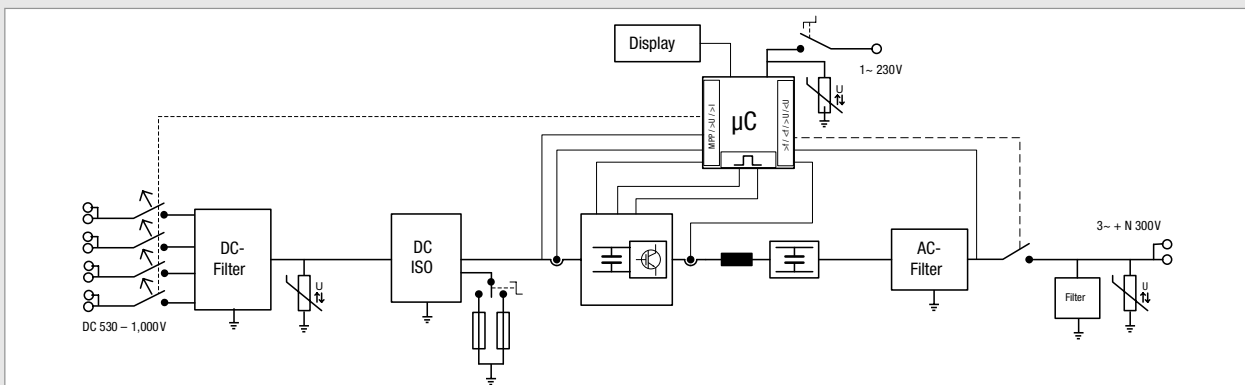 Display
1~ 230V
U
µC
MPP / >U / >I
>f / <f / >U / <U
DC-
Filter
DC
ISO
AC-
Filter
3~ + N 300V
U
Filter
U
DC 530 – 1,000V